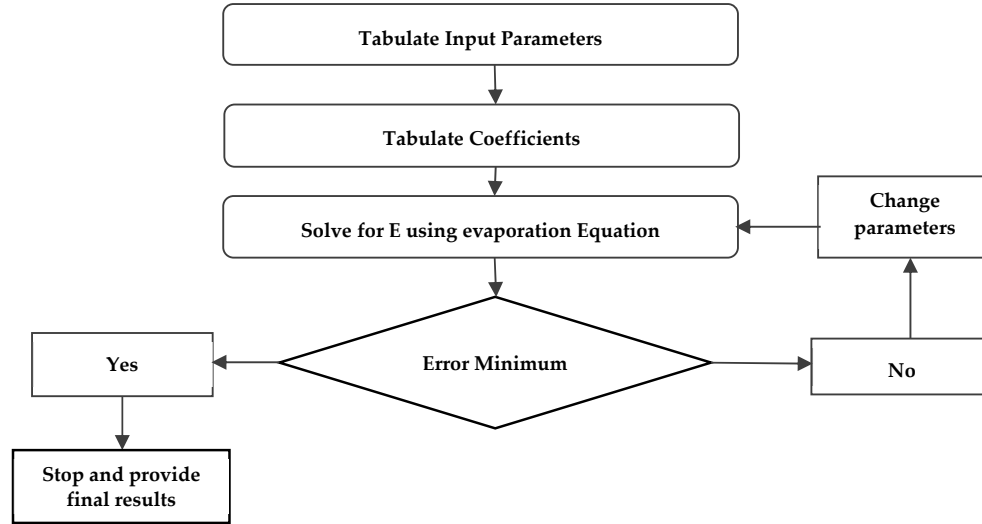 Tabulate Input Parameters
Tabulate Coefficients
Solve for E using evaporation Equation
Change
parameters
Error Minimum
Yes
No
Stop and provide
final results